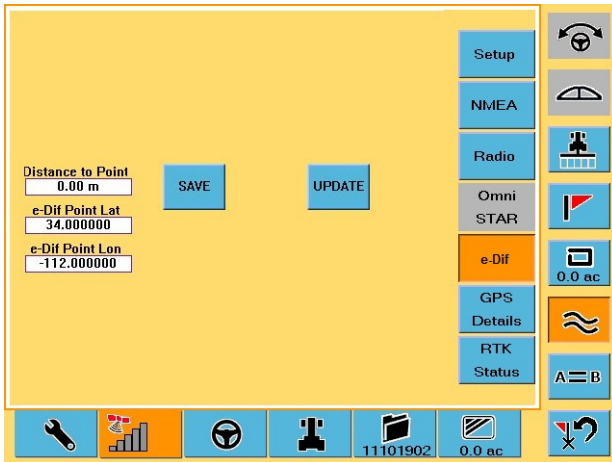 Setup
NMEA
Radio
Distance to Point
0.00 m
SAVE
UPDATE
Omni
STAR
e-Dif Point Lat
34.000000
e-Dif Point Lon
-112.000000
e-Dif
0.0 ac
GPS
Details
RTK
Status
A=B
11101902
0.0 ac